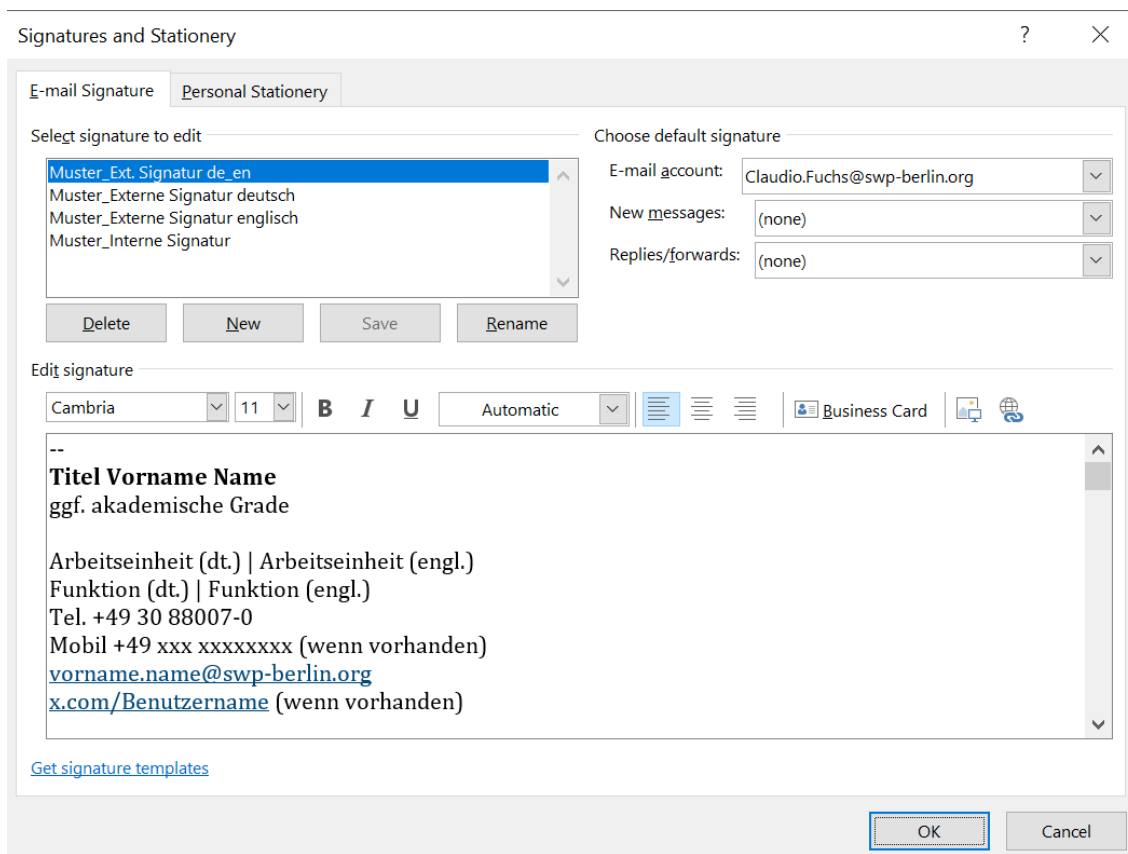 Signatures and Stationery
?
E-mail Signature
Personal Stationery
Select signature to edit
Muster_Ext. Signatur de_en
Muster_Externe Signatur deutsch
Muster_Externe Signatur englisch
Muster_Interne Signatur
Delete
New
Save
Rename
Choose default signature
E-mail account: Claudio.Fuchs@swp-berlin.org
New messages: (none)
Replies/forwards: (none)
Edit signature
Cambria 11 B I U Automatic Business Card
--
Titel Vorname Name
ggf. akademische Grade
Arbeitseinheit (dt.) | Arbeitseinheit (engl.)
Funktion (dt.) | Funktion (engl.)
Tel. +49 30 88007-0
Mobil +49 xxx xxxxxxxx (wenn vorhanden)
vorname.name@swp-berlin.org
x.com/Benutzername (wenn vorhanden)
Get signature templates
OK
Cancel